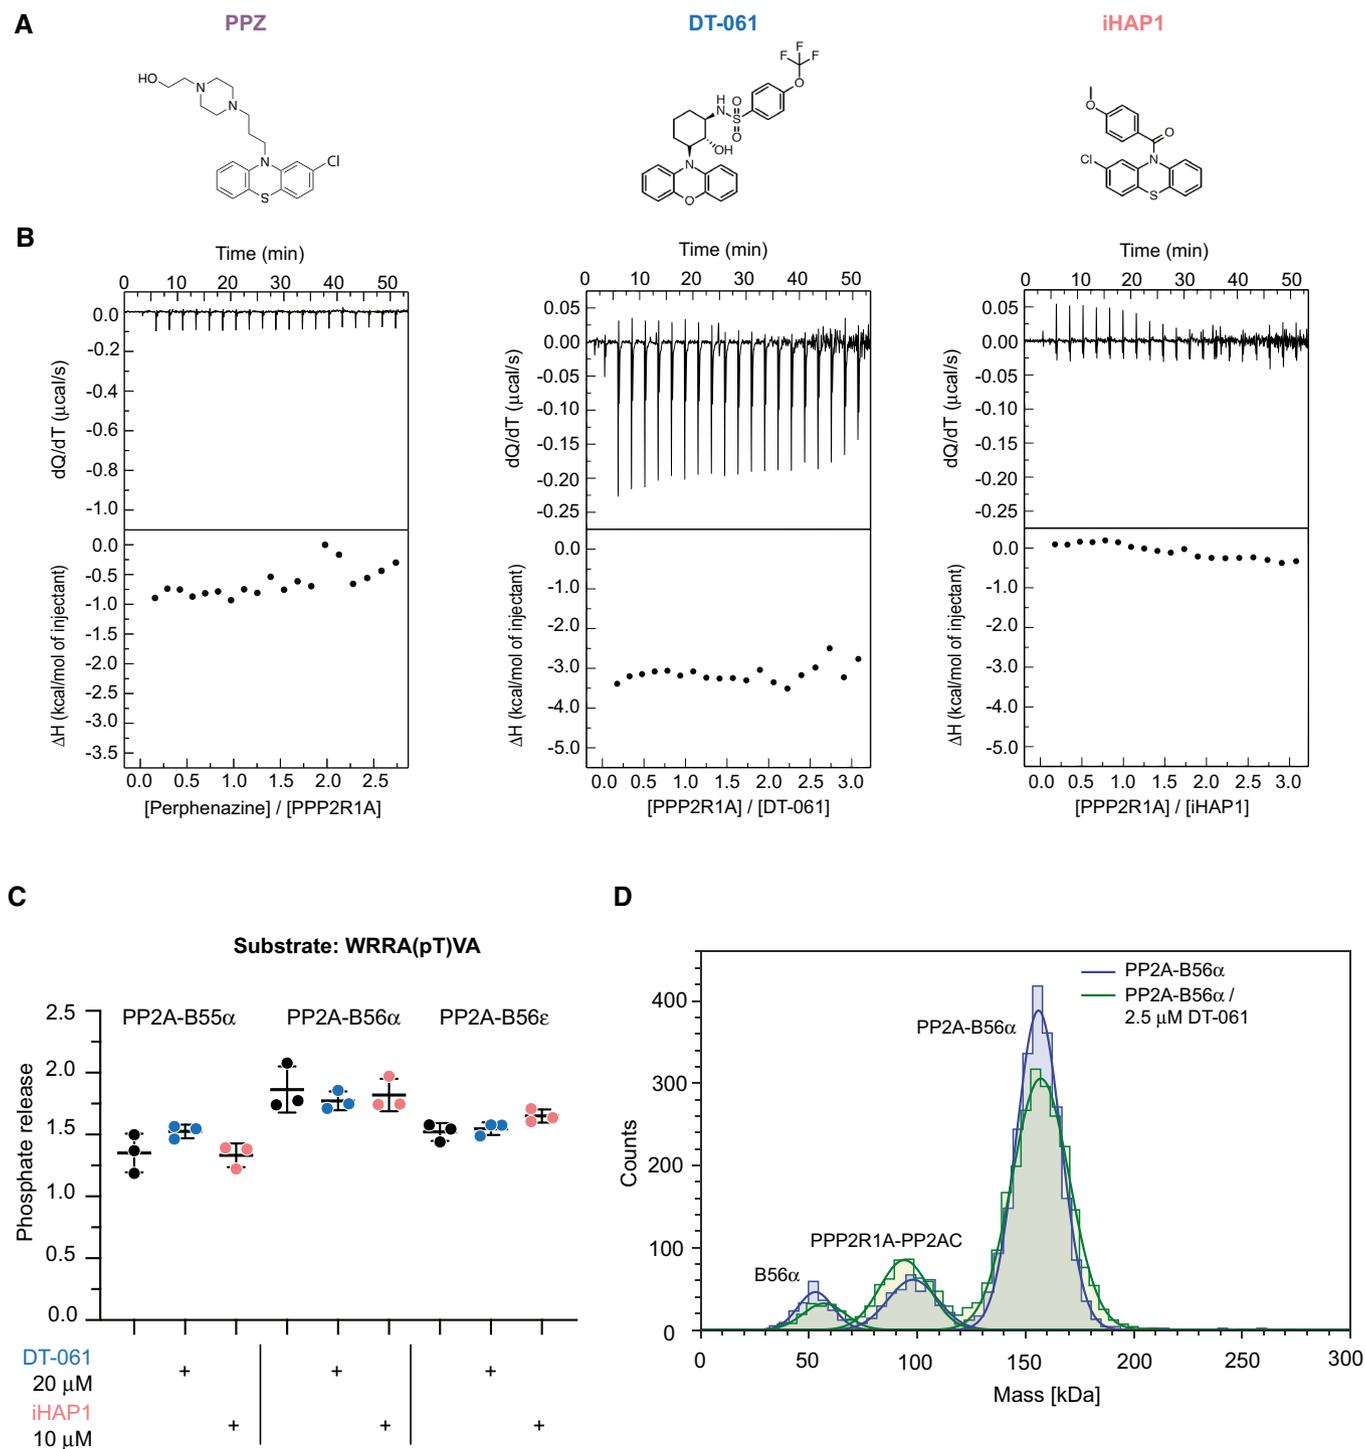 A
PPZ
DT-061
iHAP1
HO
N
N
N
Cl
S
F
F
F
O
H
N
O
S
O
OH
N
O
O
O
Cl
N
S
B
Time (min)
0 10 20 30 40 50
dQ/dT (µcal/s)
0.0
-0.2
-0.4
-0.6
-0.8
-1.0
ΔH (kcal/mol of injectant)
0.0
-0.5
-1.0
-1.5
-2.0
-2.5
-3.0
-3.5
0.0 0.5 1.0 1.5 2.0 2.5
[Perphenazine] / [PPP2R1A]
Time (min)
0 10 20 30 40 50
dQ/dT (µcal/s)
0.05
0.00
-0.05
-0.10
-0.15
-0.20
-0.25
ΔH (kcal/mol of injectant)
0.0
-1.0
-2.0
-3.0
-4.0
-5.0
0.0 0.5 1.0 1.5 2.0 2.5 3.0
[PPP2R1A] / [DT-061]
Time (min)
0 10 20 30 40 50
dQ/dT (µcal/s)
0.05
0.00
-0.05
-0.10
-0.15
-0.20
-0.25
ΔH (kcal/mol of injectant)
0.0
-1.0
-2.0
-3.0
-4.0
-5.0
0.0 0.5 1.0 1.5 2.0 2.5 3.0
[PPP2R1A] / [iHAP1]
C
Substrate: WRRA(pT)VA
PP2A-B55α PP2A-B56α PP2A-B56ε
Phosphate release
2.5
2.0
1.5
1.0
0.5
0.0
DT-061
20 µM
+ + +
iHAP1
10 µM
+ + +
D
PP2A-B56α
PP2A-B56α /
2.5 µM DT-061
PP2A-B56α
PPP2R1A-PP2AC
B56α
Counts
400
300
200
100
0
0 50 100 150 200 250 300
Mass [kDa]